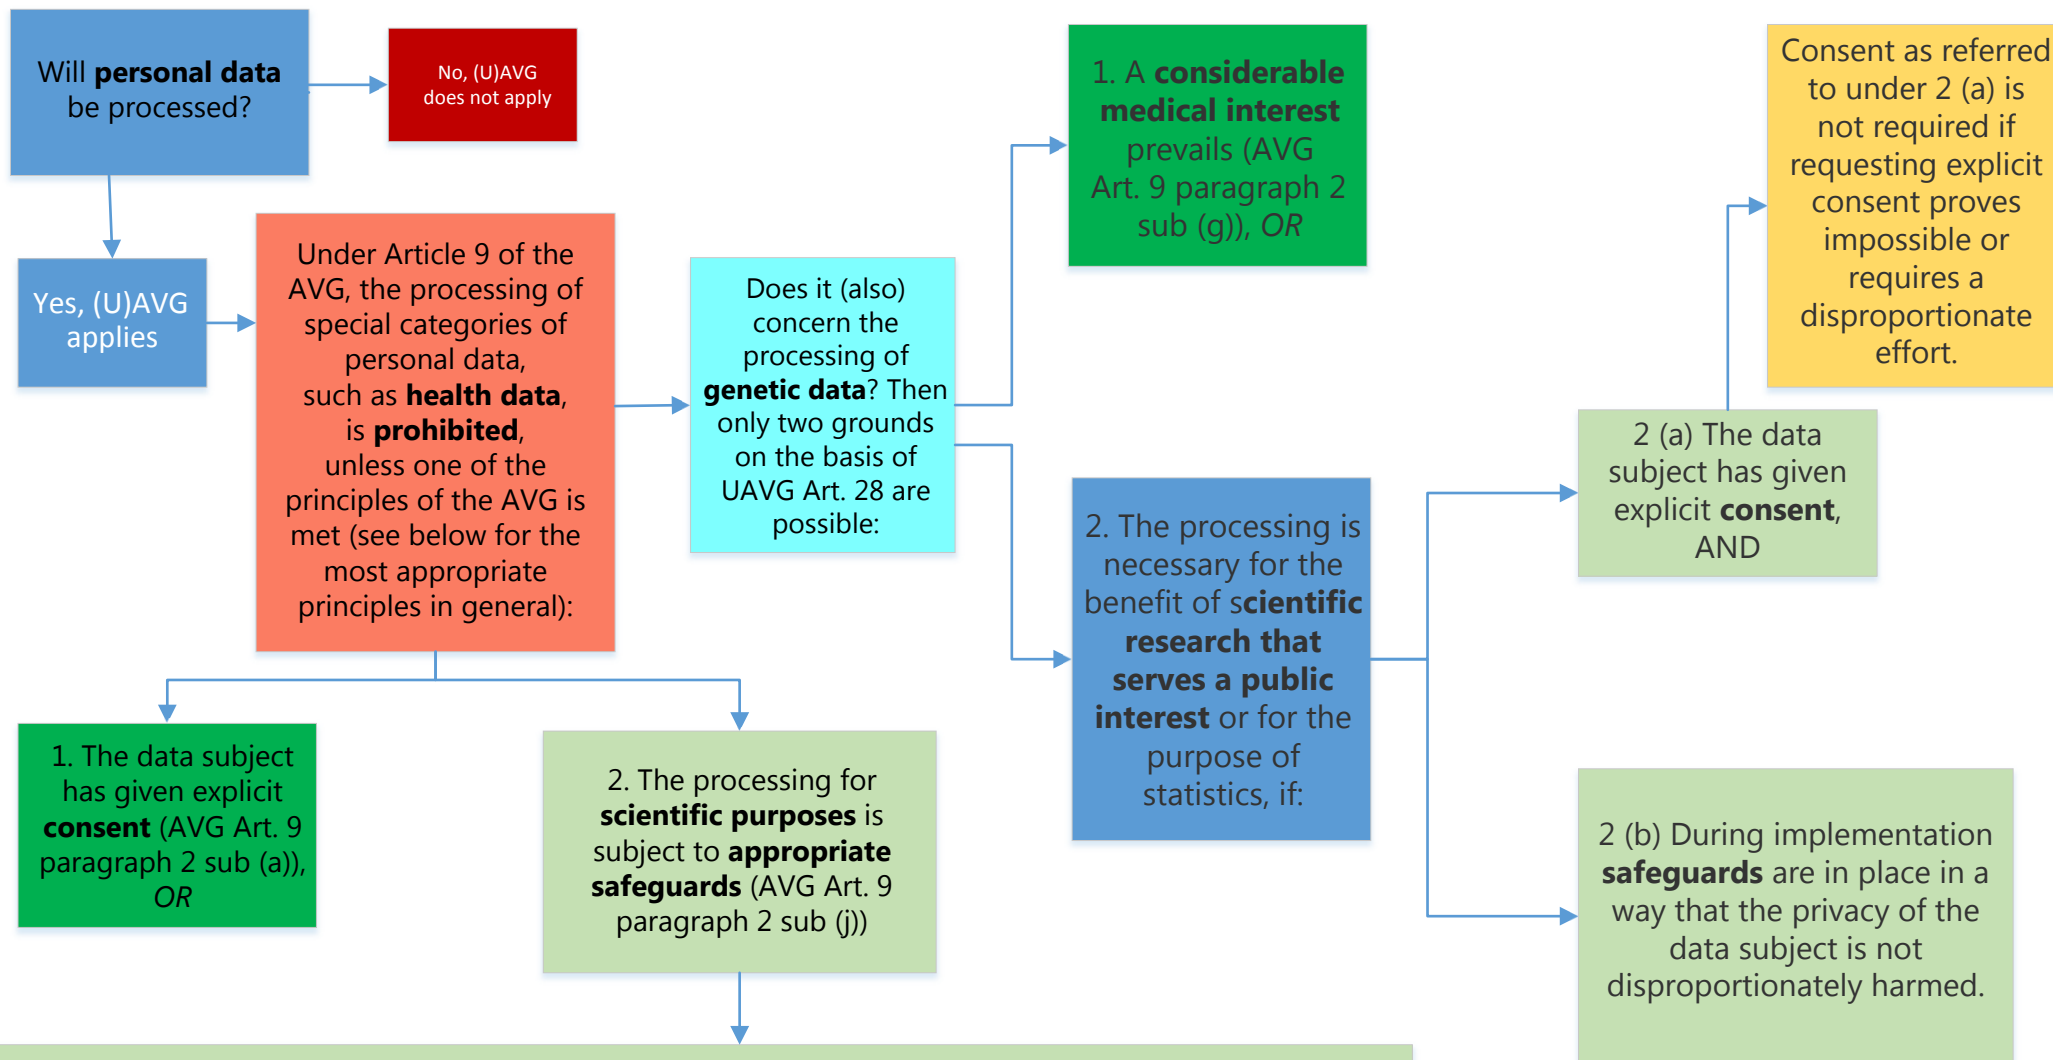 Will personal data
be processed?
No, (U)AVG
does not apply
Yes, (U)AVG
applies
Under Article 9 of the
AVG, the processing of
special categories of
personal data,
such as health data,
is prohibited,
unless one of the
principles of the AVG is
met (see below for the
most appropriate
principles in general):
1. The data subject
has given explicit
consent (AVG Art. 9
paragraph 2 sub (a)),
OR
2. The processing for
scientific purposes is
subject to appropriate
safeguards (AVG Art. 9
paragraph 2 sub (j))
Does it (also)
concern the
processing of
genetic data? Then
only two grounds
on the basis of
UAVG Art. 28 are
possible:
1. A considerable
medical interest
prevails (AVG
Art. 9 paragraph 2
sub (g)), OR
2. The processing is
necessary for the
benefit of scientific
research that
serves a public
interest or for the
purpose of
statistics, if:
2 (a) The data
subject has given
explicit consent,
AND
Consent as referred
to under 2 (a) is
not required if
requesting explicit
consent proves
impossible or
requires a
disproportionate
effort.
2 (b) During implementation
safeguards are in place in a
way that the privacy of the
data subject is not
disproportionately harmed.